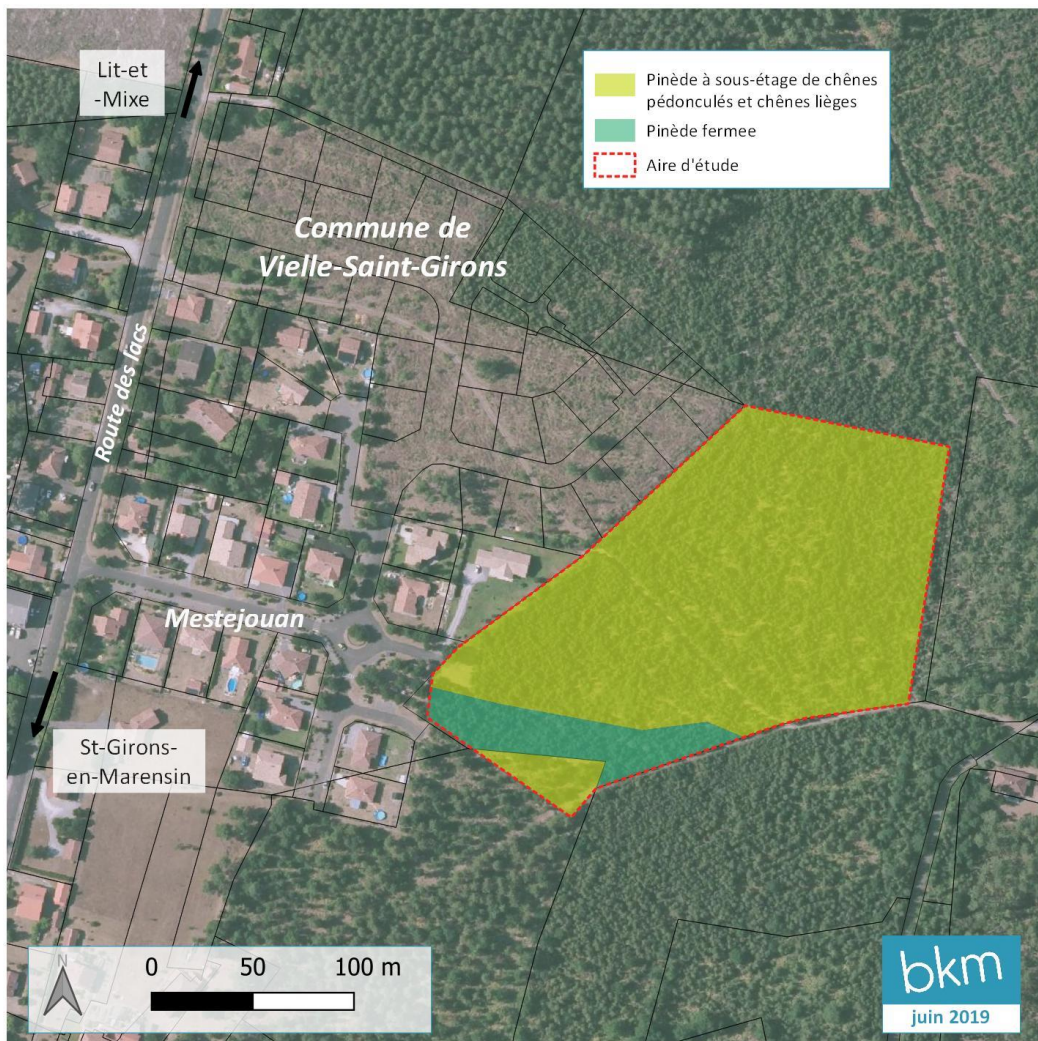 Lit-et
-Mixe
Pinède à sous-étage de chênes
pédonculés et chênes lièges
Pinède fermee
Aire d'étude
Commune de
Vielle-Saint-Girons
Route des lacs
Mestejouan
St-Girons-
en-Marensin
N
0 50 100 m
bkm
juin 2019